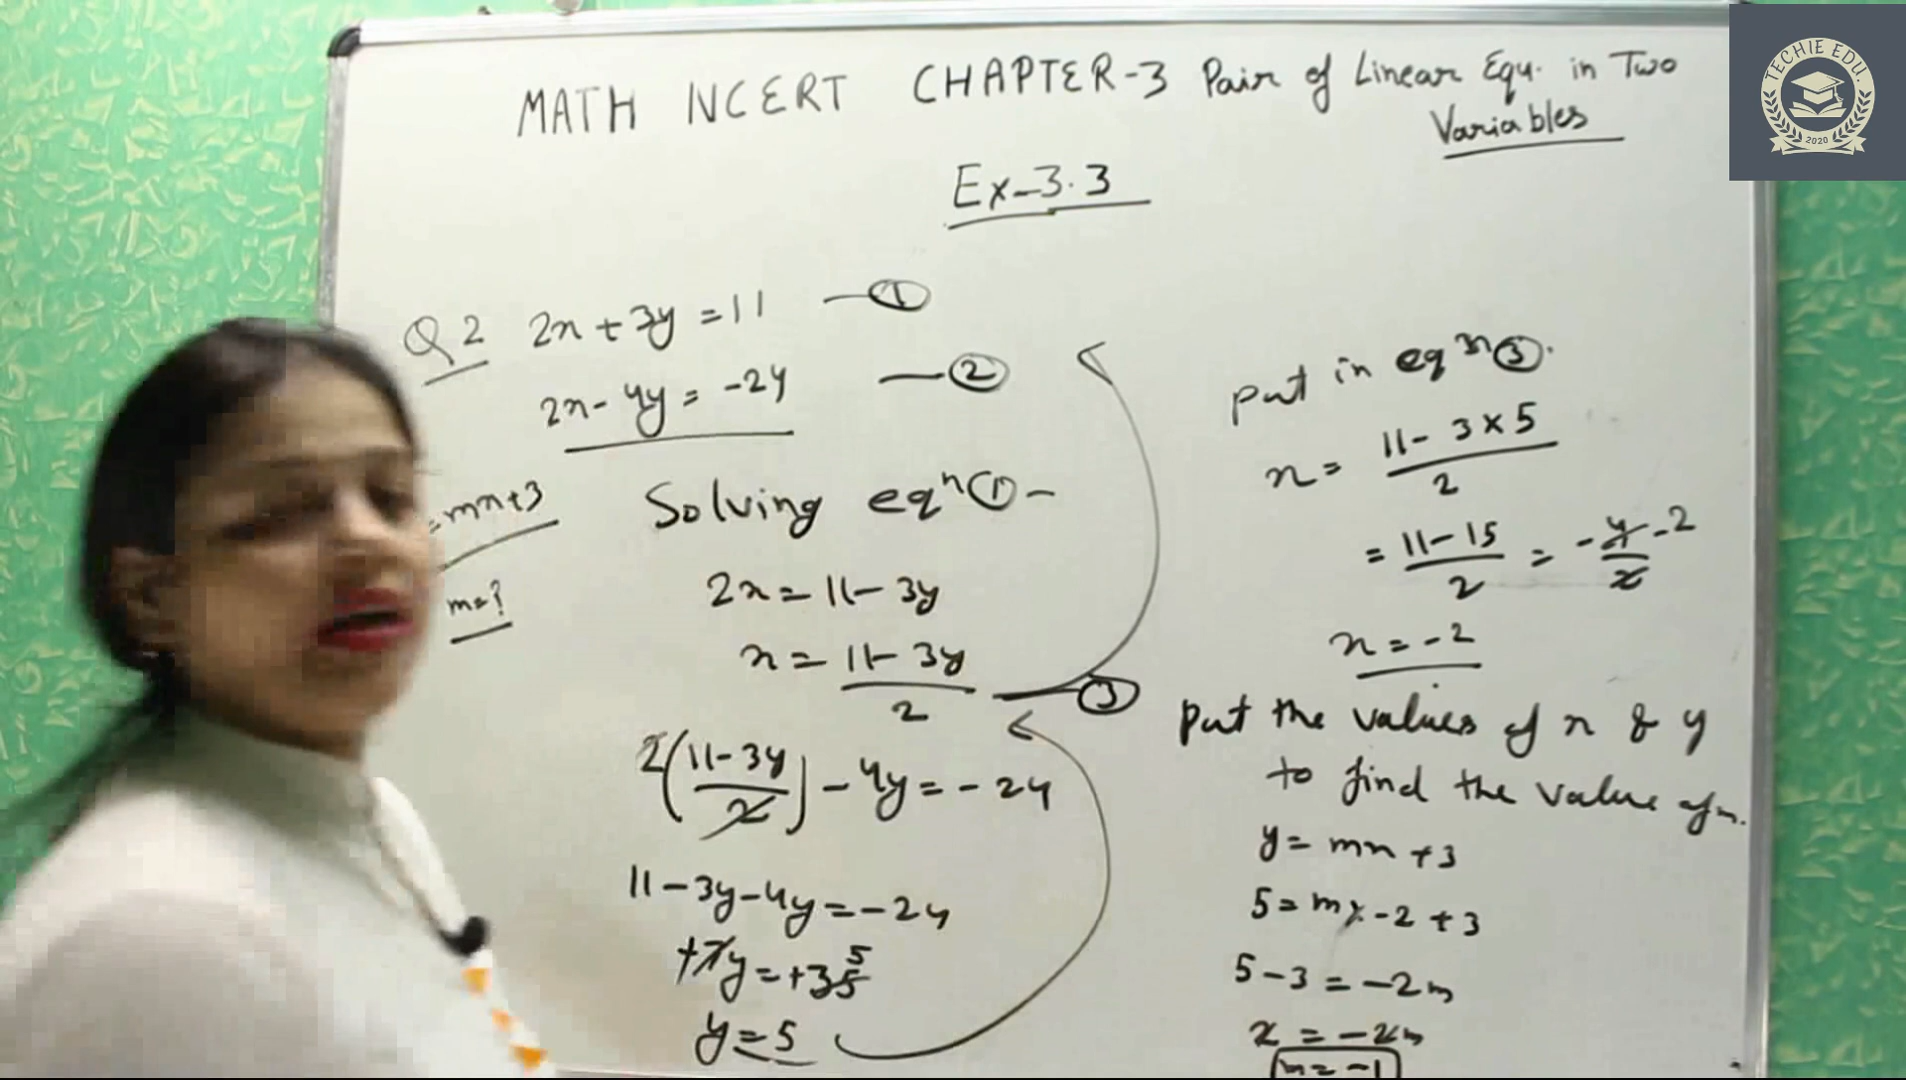 MATH NCERT CHAPTER-3 Pair of Linear Equ. in Two
Variables
Ex-3.3
Q2 2x + 3y = 11 — ①
2x - 4y = -24 — ②
= mx+3
m=?
Solving eqⁿ ① -
2x = 11 - 3y
x = 11 - 3y
2 — ③
2(11-3y/2) - 4y = -24
11 - 3y - 4y = -24
+7y = +35 5
y = 5
put in eqⁿ ③.
x = 11 - 3 × 5
2
= 11 - 15 / 2 = -4/2 -2
x = -2
put the values of x & y
to find the value of m.
y = mx + 3
5 = m x -2 + 3
5 - 3 = -2m
2 = -2m
m = -1
TECHIE EDU.
2020